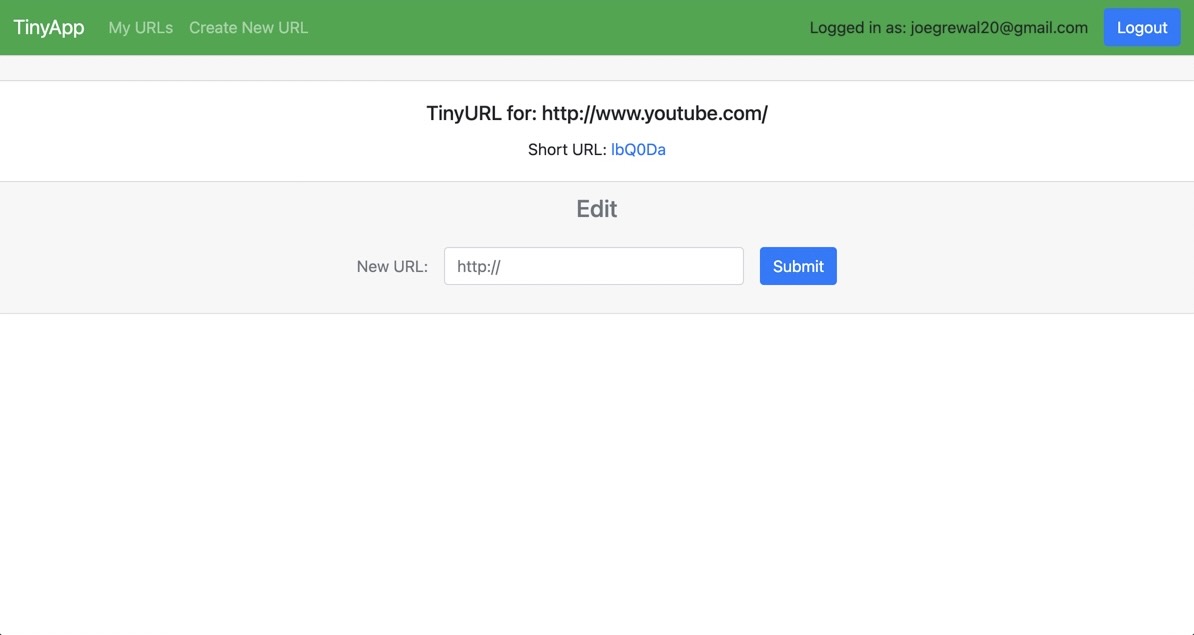 TinyApp My URLs Create New URL Logged in as: joegrewal20@gmail.com Logout
TinyURL for: http://www.youtube.com/
Short URL: lbQ0Da
Edit
New URL: http:// Submit